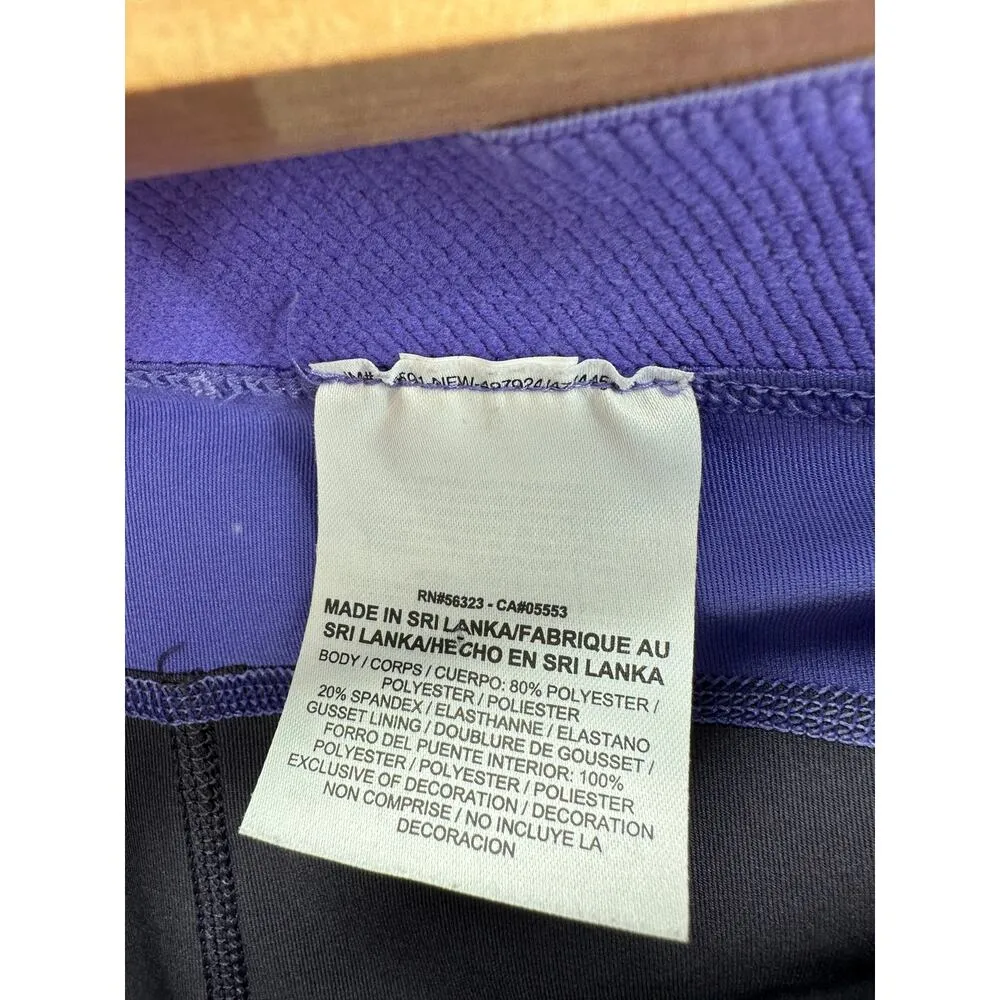 RN#56323 - CA#05553
MADE IN SRI LANKA/FABRIQUE AU
SRI LANKA/HECHO EN SRI LANKA
BODY / CORPS / CUERPO: 80% POLYESTER /
POLYESTER / POLIESTER
20% SPANDEX / ELASTHANNE / ELASTANO
GUSSET LINING / DOUBLURE DE GOUSSET /
FORRO DEL PUENTE INTERIOR: 100%
POLYESTER / POLYESTER / POLIESTER
EXCLUSIVE OF DECORATION / DECORATION
NON COMPRISE / NO INCLUYE LA
DECORACION